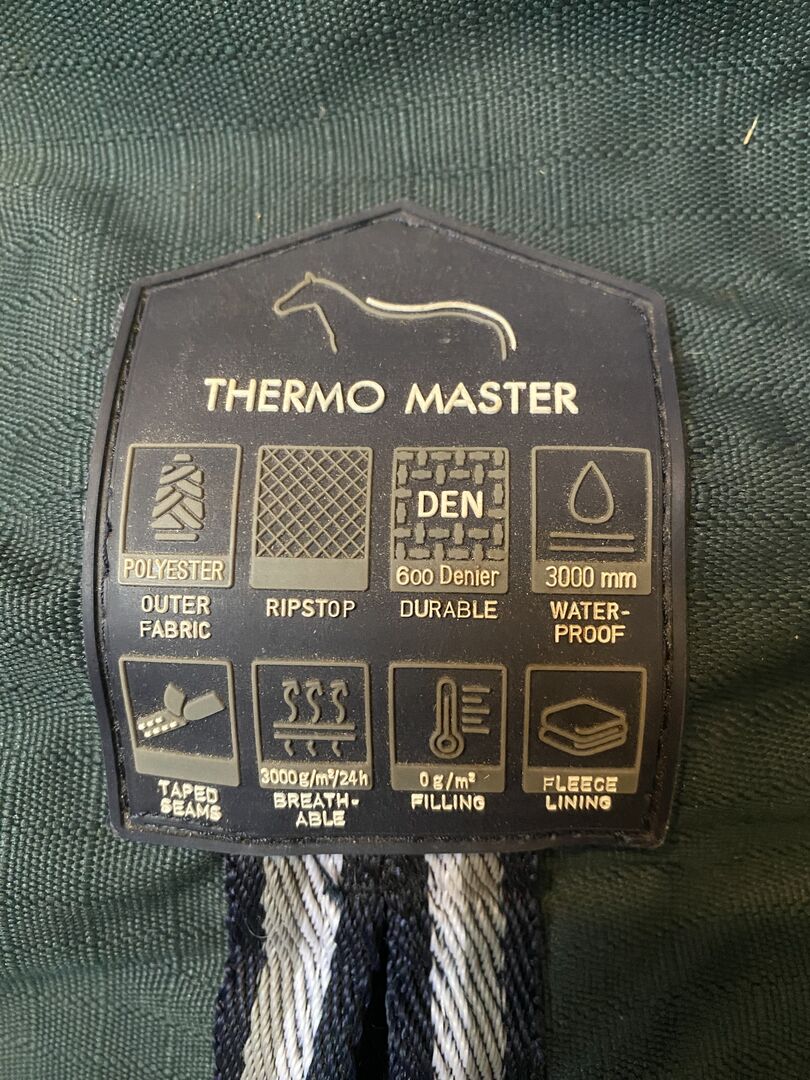 THERMO MASTER
POLYESTER
OUTER
FABRIC
RIPSTOP
DEN
600 Denier
DURABLE
3000 mm
WATER-
PROOF
TAPED
SEAMS
3000 g/m²/24h
BREATH-
ABLE
0 g/m²
FILLING
FLEECE
LINING